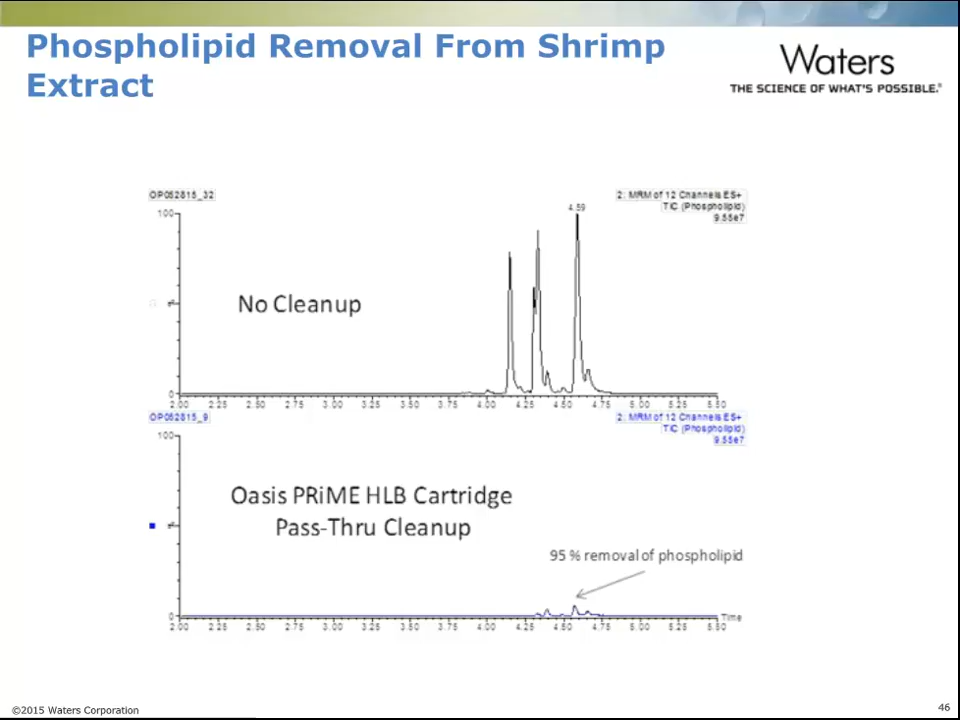 Phospholipid Removal From Shrimp
Extract
Waters
THE SCIENCE OF WHAT'S POSSIBLE.®
OP052815_32
2: MRM of 12 Channels ES+
TIC (Phospholipid)
9.55e7
4.59
100
No Cleanup
%
0
2.00 2.25 2.50 2.75 3.00 3.25 3.50 3.75 4.00 4.25 4.50 4.75 5.00 5.25 5.50
OP052815_9
2: MRM of 12 Channels ES+
TIC (Phospholipid)
9.55e7
100
Oasis PRiME HLB Cartridge
Pass-Thru Cleanup
%
95 % removal of phospholipid
0
Time
2.00 2.25 2.50 2.75 3.00 3.25 3.50 3.75 4.00 4.25 4.50 4.75 5.00 5.25 5.50
©2015 Waters Corporation
46